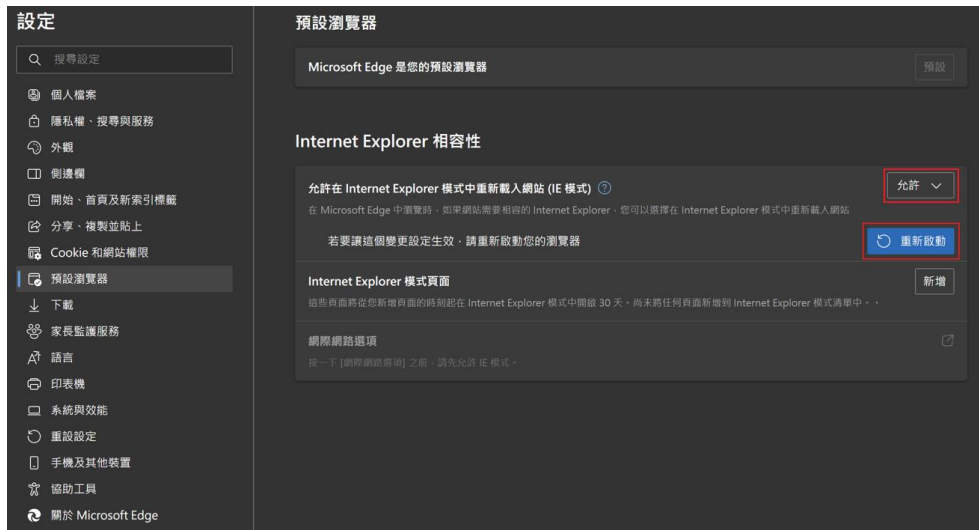 設定
搜尋設定
個人檔案
隱私權、搜尋與服務
外觀
側邊欄
開始、首頁及新索引標籤
分享、複製並貼上
Cookie 和網站權限
預設瀏覽器
下載
家長監護服務
語言
印表機
系統與效能
重設設定
手機及其他裝置
協助工具
關於 Microsoft Edge
預設瀏覽器
Microsoft Edge 是您的預設瀏覽器
預設
Internet Explorer 相容性
允許在 Internet Explorer 模式中重新載入網站 (IE 模式)
允許
在 Microsoft Edge 中瀏覽時，如果網站需要相容的 Internet Explorer，您可以選擇在 Internet Explorer 模式中重新載入網站
若要讓這個變更設定生效，請重新啟動您的瀏覽器
重新啟動
Internet Explorer 模式頁面
新增
這些頁面將從您新增頁面的時刻起在 Internet Explorer 模式中開啟 30 天。尚未將任何頁面新增到 Internet Explorer 模式清單中。。
網際網路選項
按一下 [網際網路選項] 之前，請先允許 IE 模式。